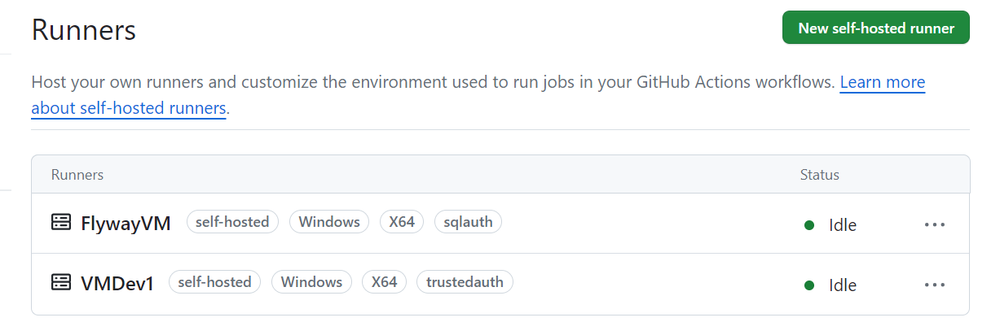 Runners
New self-hosted runner
Host your own runners and customize the environment used to run jobs in your GitHub Actions workflows. Learn more
about self-hosted runners.
Runners Status
FlywayVM self-hosted Windows X64 sqlauth Idle
VMDev1 self-hosted Windows X64 trustedauth Idle